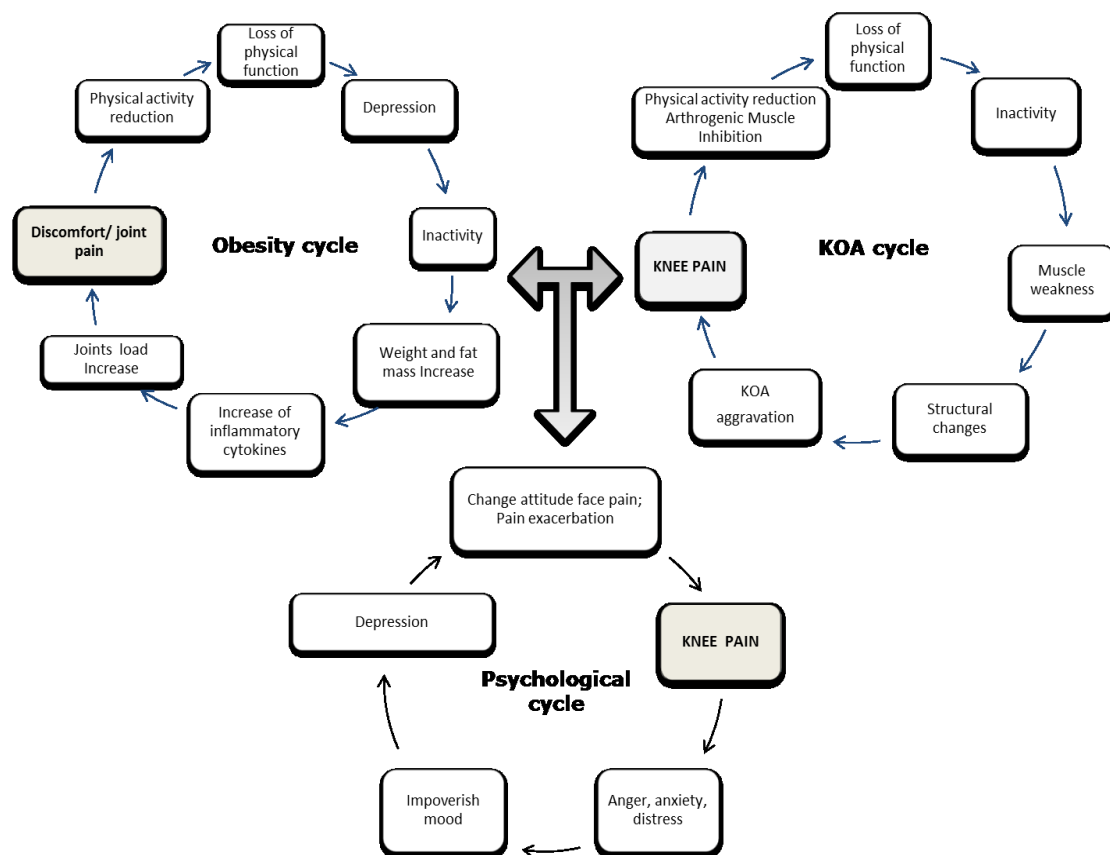 Loss of
physical
function
Physical activity
reduction
Depression
Discomfort/ joint
pain
Obesity cycle
Inactivity
Joints load
Increase
Weight and fat
mass Increase
Increase of
inflammatory
cytokines
Loss of
physical
function
Physical activity reduction
Arthrogenic Muscle
Inhibition
Inactivity
KNEE PAIN
KOA cycle
Muscle
weakness
KOA
aggravation
Structural
changes
Change attitude face pain;
Pain exacerbation
Depression
KNEE PAIN
Psychological
cycle
Impoverish
mood
Anger, anxiety,
distress